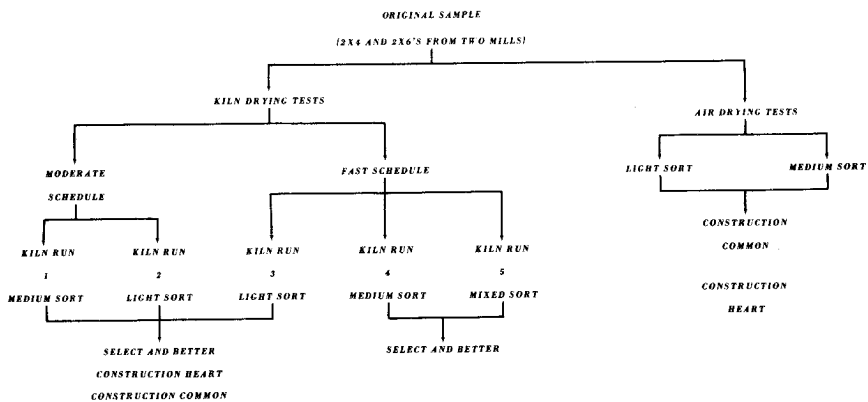 ORIGINAL SAMPLE
(2X4 AND 2X6'S FROM TWO MILLS)
KILN DRYING TESTS
AIR DRYING TESTS
MODERATE
SCHEDULE
FAST SCHEDULE
LIGHT SORT
MEDIUM SORT
KILN RUN
1
MEDIUM SORT
KILN RUN
2
LIGHT SORT
KILN RUN
3
LIGHT SORT
KILN RUN
4
MEDIUM SORT
KILN RUN
5
MIXED SORT
CONSTRUCTION
COMMON
CONSTRUCTION
HEART
SELECT AND BETTER
CONSTRUCTION HEART
CONSTRUCTION COMMON
SELECT AND BETTER